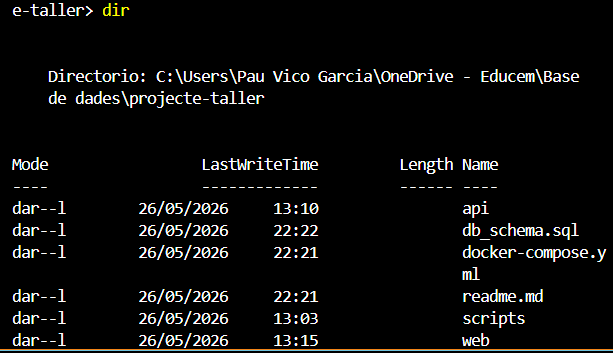 e-taller> dir
Directorio: C:\Users\Pau Vico Garcia\OneDrive - Educem\Base
de dades\projecte-taller
Mode LastWriteTime Length Name
---- ------------- ------ ----
dar--l 26/05/2026 13:10 api
dar--l 26/05/2026 22:22 db_schema.sql
dar--l 26/05/2026 22:21 docker-compose.y
ml
dar--l 26/05/2026 22:21 readme.md
dar--l 26/05/2026 13:03 scripts
dar--l 26/05/2026 13:15 web